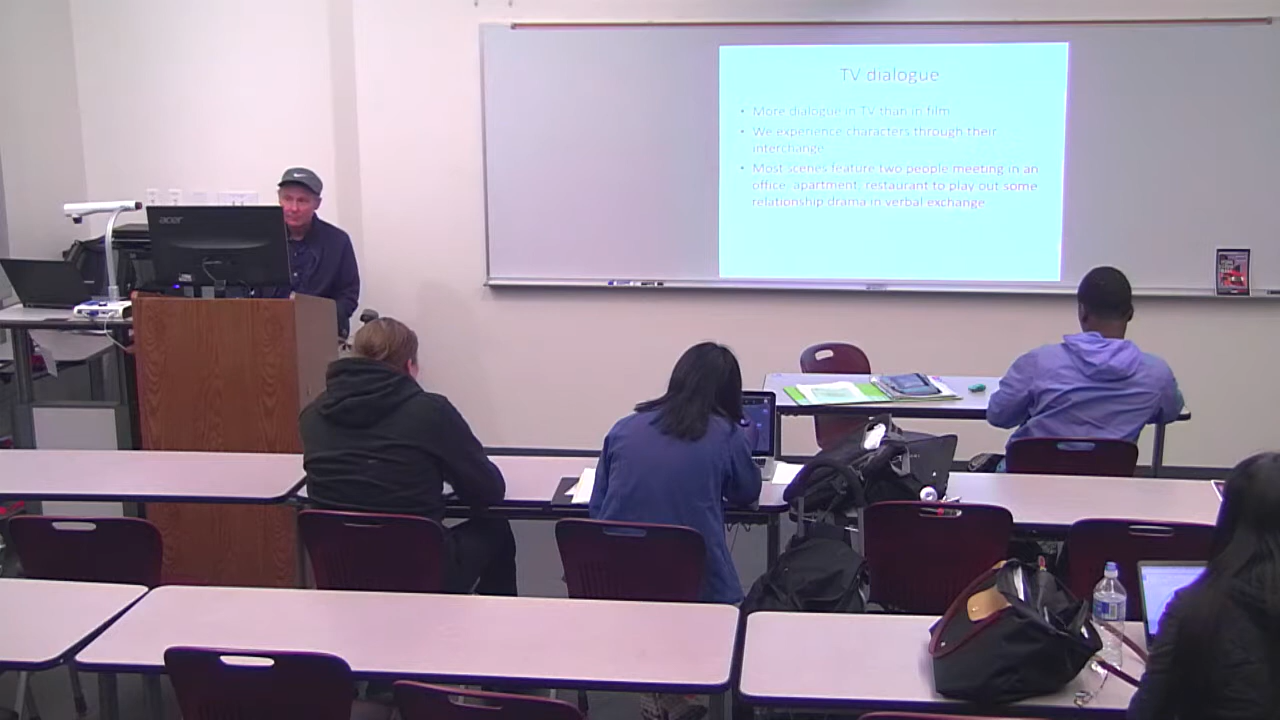 TV dialogue
• More dialogue in TV than in film
• We experience characters through their
interchange
• Most scenes feature two people meeting in an
office, apartment, restaurant to play out some
relationship drama in verbal exchange
acer